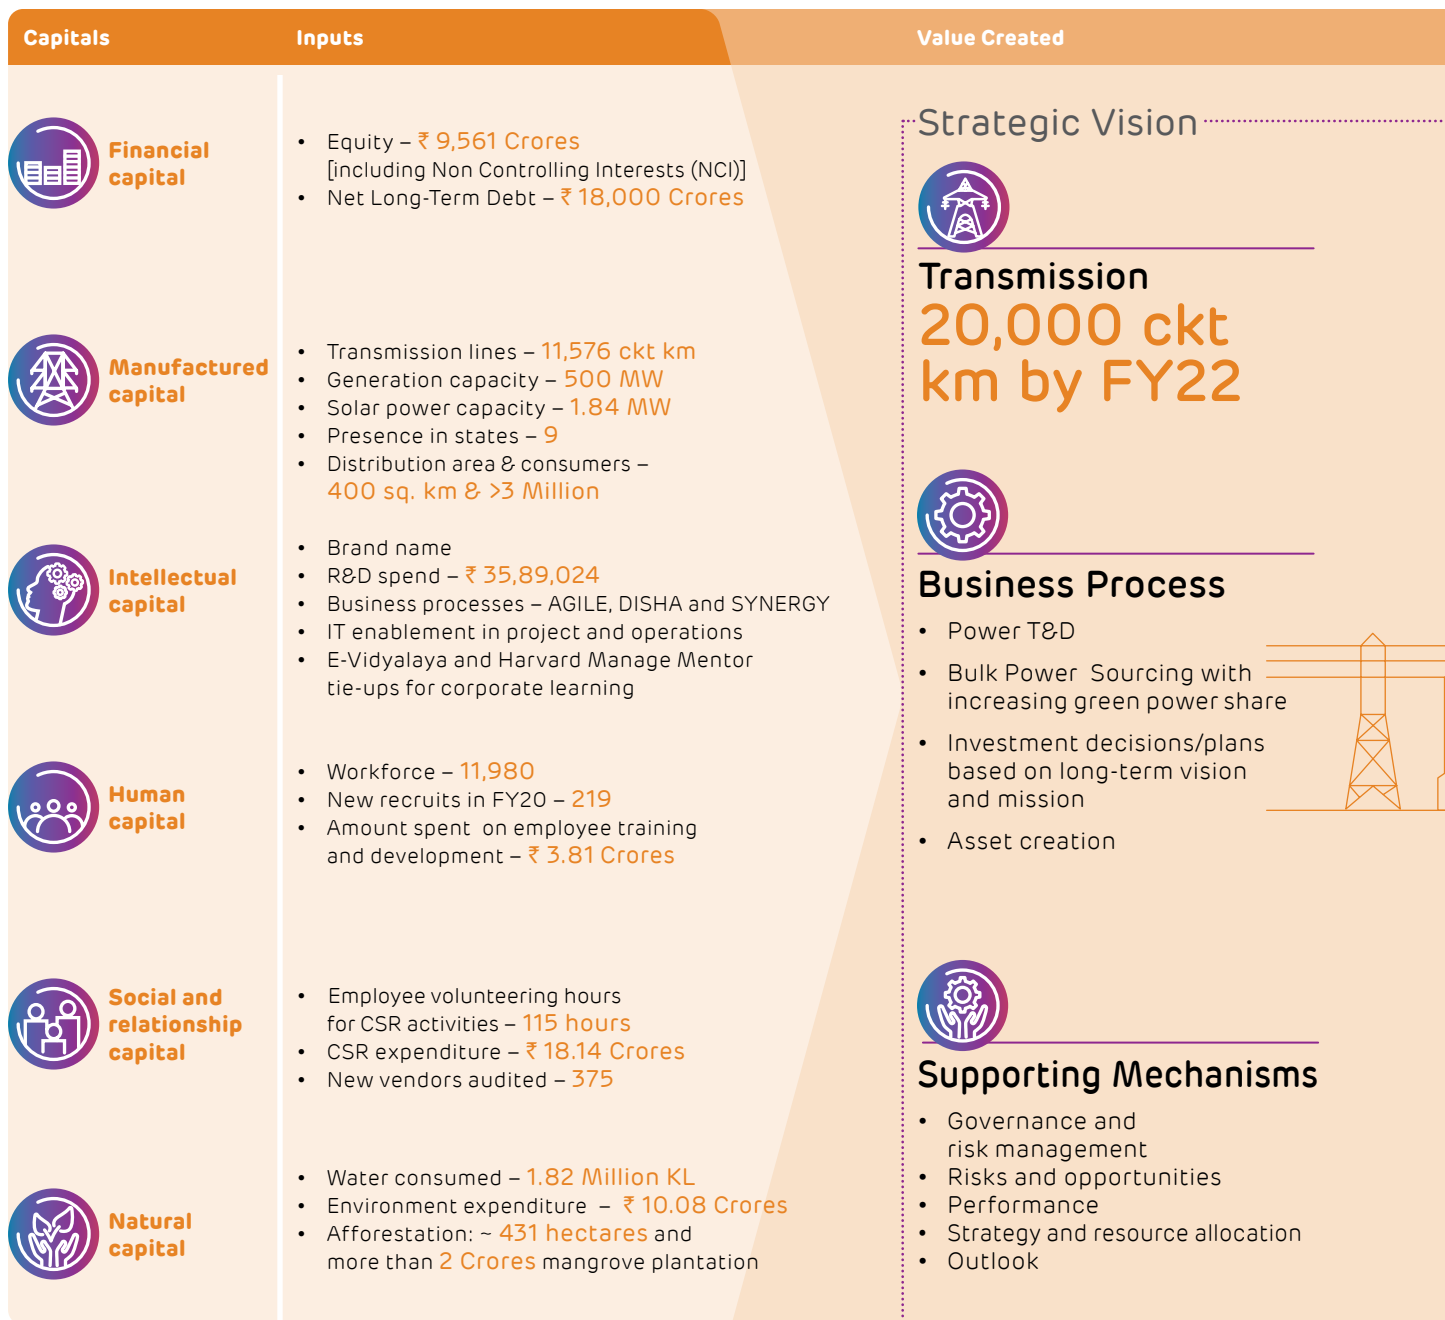 Capitals
Inputs
Value Created
Financial
capital
• Equity – ₹ 9,561 Crores
[including Non Controlling Interests (NCI)]
• Net Long-Term Debt – ₹ 18,000 Crores
Manufactured
capital
• Transmission lines – 11,576 ckt km
• Generation capacity – 500 MW
• Solar power capacity – 1.84 MW
• Presence in states – 9
• Distribution area & consumers –
400 sq. km & >3 Million
Intellectual
capital
• Brand name
• R&D spend – ₹ 35,89,024
• Business processes – AGILE, DISHA and SYNERGY
• IT enablement in project and operations
• E-Vidyalaya and Harvard Manage Mentor
tie-ups for corporate learning
Human
capital
• Workforce – 11,980
• New recruits in FY20 – 219
• Amount spent on employee training
and development – ₹ 3.81 Crores
Social and
relationship
capital
• Employee volunteering hours
for CSR activities – 115 hours
• CSR expenditure – ₹ 18.14 Crores
• New vendors audited – 375
Natural
capital
• Water consumed – 1.82 Million KL
• Environment expenditure – ₹ 10.08 Crores
• Afforestation: ~ 431 hectares and
more than 2 Crores mangrove plantation
Strategic Vision
Transmission
20,000 ckt
km by FY22
Business Process
• Power T&D
• Bulk Power Sourcing with
increasing green power share
• Investment decisions/plans
based on long-term vision
and mission
• Asset creation
Supporting Mechanisms
• Governance and
risk management
• Risks and opportunities
• Performance
• Strategy and resource allocation
• Outlook